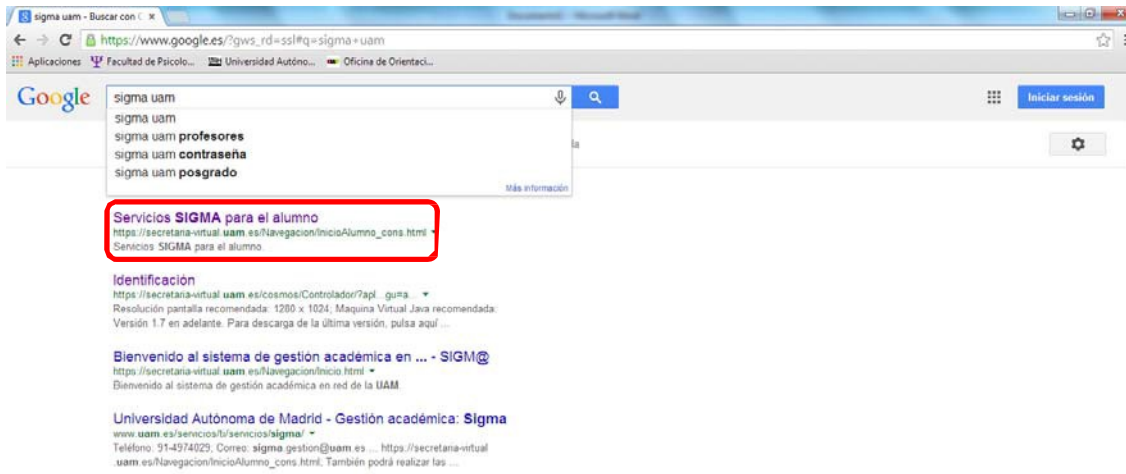 sigma uam - Buscar con
https://www.google.es/?gws_rd=ssl#q=sigma+uam
Aplicaciones Facultad de Psicolo... Universidad Autóno... Oficina de Orientaci...
Google sigma uam Iniciar sesión
sigma uam
sigma uam profesores
sigma uam contraseña
sigma uam posgrado
Más información
Servicios SIGMA para el alumno
https://secretaria-virtual.uam.es/Navegacion/InicioAlumno_cons.html
Servicios SIGMA para el alumno.
Identificación
https://secretaria-virtual.uam.es/cosmos/Controlador/?apl...gu=a...
Resolución pantalla recomendada: 1280 x 1024; Maquina Virtual Java recomendada:
Versión 1.7 en adelante. Para descarga de la última versión, pulsa aquí ...
Bienvenido al sistema de gestión académica en ... - SIGM@
https://secretaria-virtual.uam.es/Navegacion/Inicio.html
Bienvenido al sistema de gestión académica en red de la UAM.
Universidad Autónoma de Madrid - Gestión académica: Sigma
www.uam.es/servicios/ti/servicios/sigma/
Teléfono: 91-4974029; Correo: sigma.gestion@uam.es ... https://secretaria-virtual
.uam.es/Navegacion/InicioAlumno_cons.html; También podrá realizar las ...